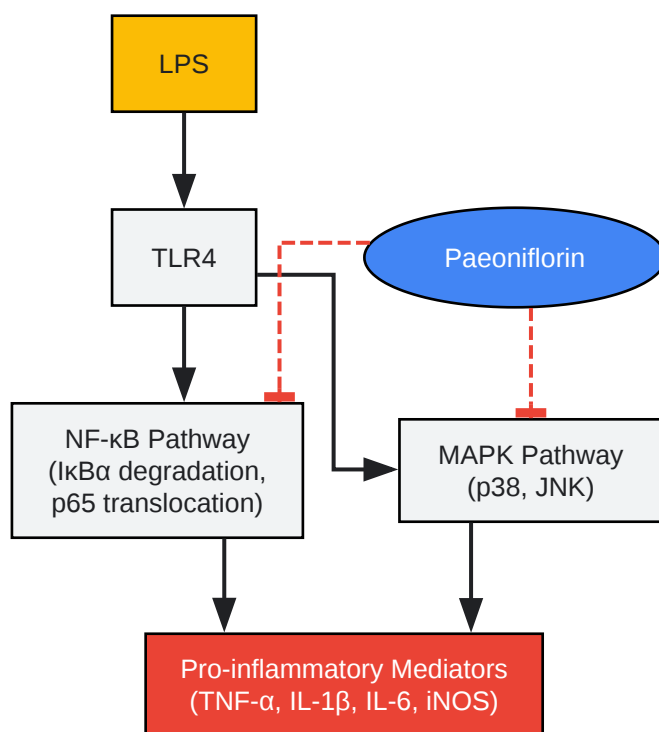 LPS
TLR4
Paeoniflorin
NF-κB Pathway
(IκBα degradation,
p65 translocation)
MAPK Pathway
(p38, JNK)
Pro-inflammatory Mediators
(TNF-α, IL-1β, IL-6, iNOS)